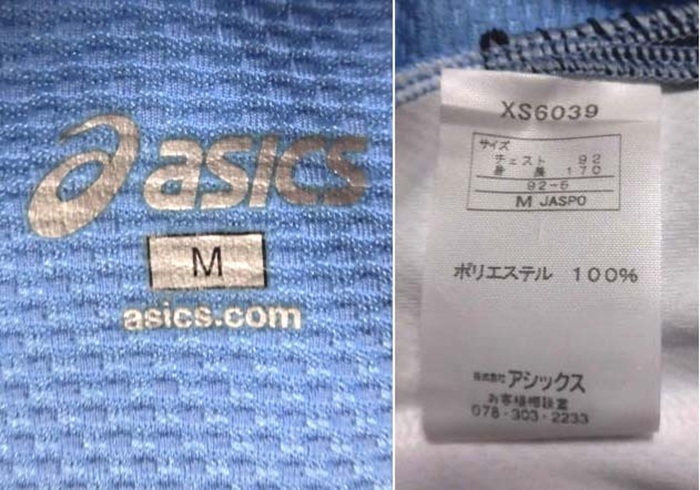 asics
M
asics.com
XS6039
サイズ
チェスト 92
身長 170
92-5
M JASPO
ポリエステル 100%
株式会社アシックス
お客様相談室
078-303-2233